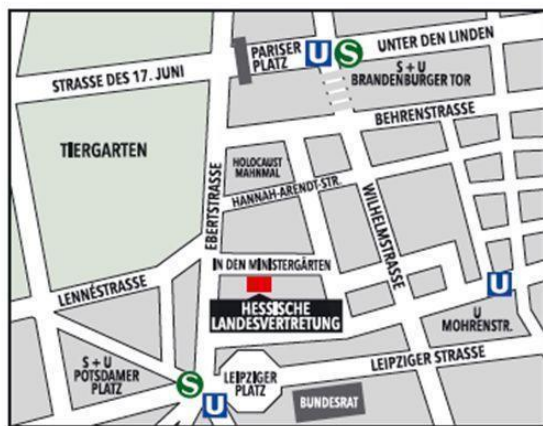 U S
UNTER DEN LINDEN
PARISER
PLATZ
S + U
BRANDENBURGER TOR
STRASSE DES 17. JUNI
BEHRENSTRASSE
TIERGARTEN
HOLOCAUST
MAHNMAL
HANNAH-ARENDT-STR.
EBERTSTRASSE
WILHELMSTRASSE
IN DEN MINISTERGÄRTEN
LENNÉSTRASSE
HESSISCHE
LANDESVERTRETUNG
U
U
MOHRENSTR.
LEIPZIGER STRASSE
S + U
POTSDAMER
PLATZ
S
U
LEIPZIGER
PLATZ
BUNDESRAT